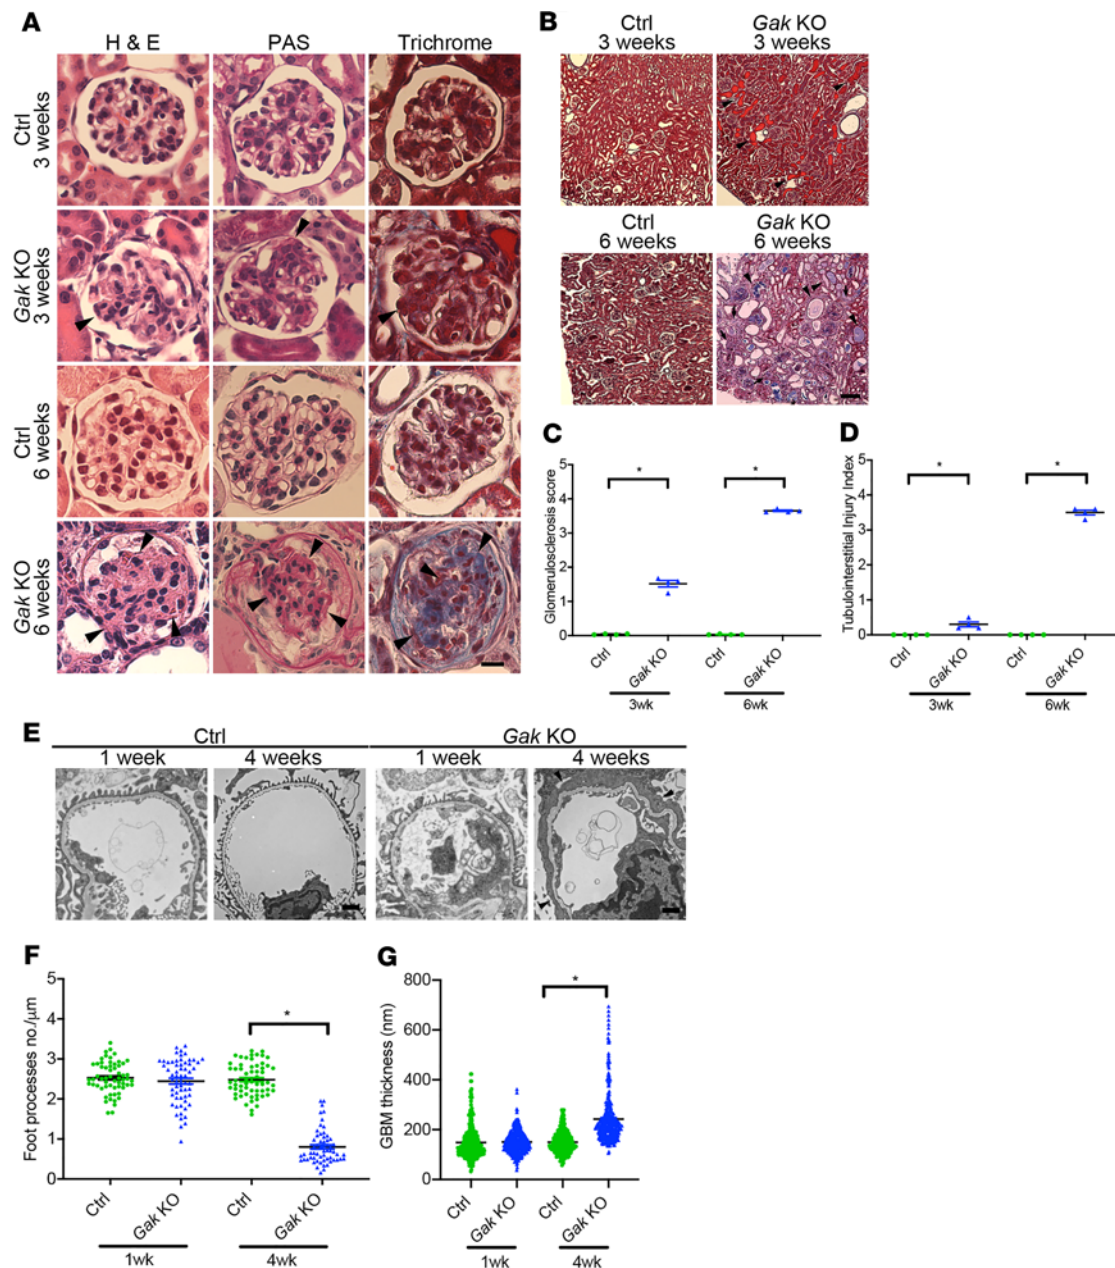 A
H & E
PAS
Trichrome
Ctrl
3 weeks
Gak KO
3 weeks
Ctrl
6 weeks
Gak KO
6 weeks
B
Ctrl
3 weeks
Gak KO
3 weeks
Ctrl
6 weeks
Gak KO
6 weeks
C
Glomerulosclerosis score
5
4
3
2
1
0
*
*
Ctrl
Gak KO
Ctrl
Gak KO
3wk
6wk
D
Tubulointerstitial Injury Index
5
4
3
2
1
0
*
*
Ctrl
Gak KO
Ctrl
Gak KO
3wk
6wk
E
Ctrl
Gak KO
1 week
4 weeks
1 week
4 weeks
F
Foot processes no./μm
5
4
3
2
1
0
*
Ctrl
Gak KO
Ctrl
Gak KO
1wk
4wk
G
GBM thickness (nm)
800
600
400
200
0
*
Ctrl
Gak KO
Ctrl
Gak KO
1wk
4wk